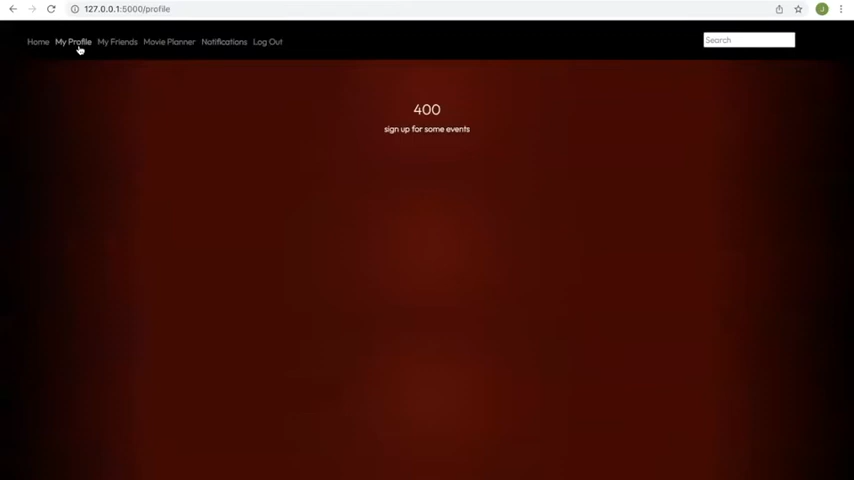 127.0.0.1:5000/profile
J
Home My Profile My Friends Movie Planner Notifications Log Out
Search
400
sign up for some events